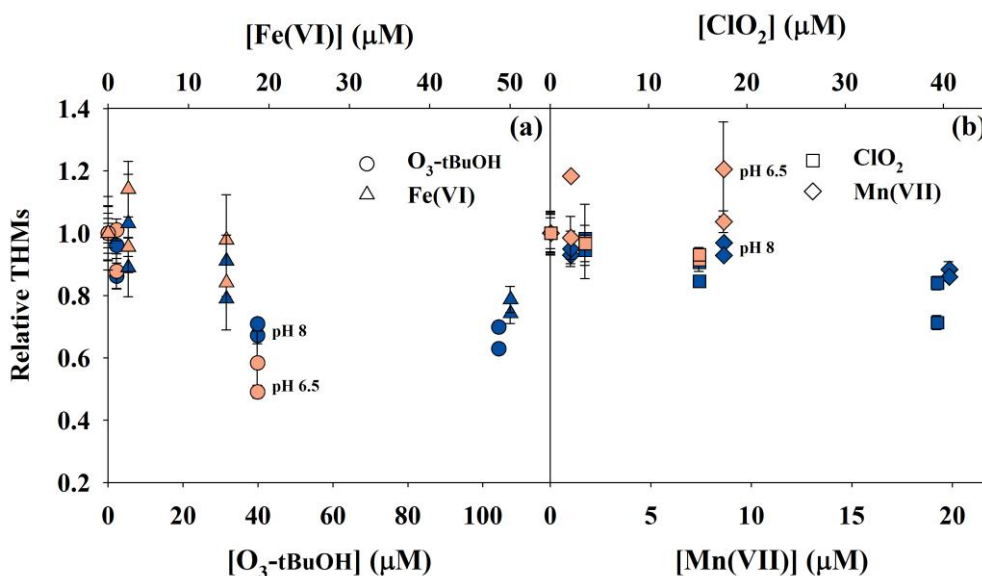 [Fe(VI)] (μM)
[ClO₂] (μM)
0 10 20 30 40 50
0 10 20 30 40
1.4
1.2
1.0
0.8
0.6
0.4
0.2
Relative THMs
(a)
O₃-tBuOH
Fe(VI)
pH 8
pH 6.5
(b)
ClO₂
Mn(VII)
pH 6.5
pH 8
0 20 40 60 80 100
0 5 10 15 20
[O₃-tBuOH] (μM)
[Mn(VII)] (μM)